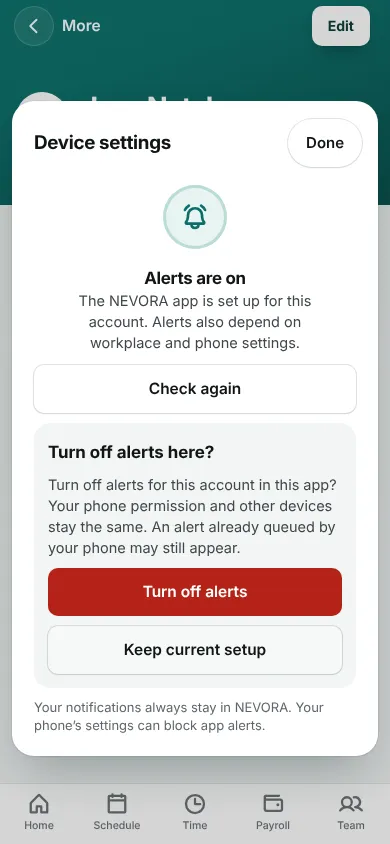 More
Edit
Device settings
Done
Alerts are on
The NEVORA app is set up for this
account. Alerts also depend on
workplace and phone settings.
Check again
Turn off alerts here?
Turn off alerts for this account in this app?
Your phone permission and other devices
stay the same. An alert already queued by
your phone may still appear.
Turn off alerts
Keep current setup
Your notifications always stay in NEVORA. Your
phone’s settings can block app alerts.
Home
Schedule
Time
Payroll
Team